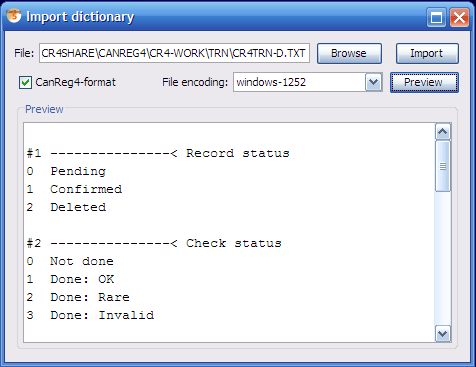 Import dictionary
File: CR4SHARE\CANREG4\CR4-WORK\TRN\CR4TRN-D.TXT Browse Import
CanReg4-format File encoding: windows-1252 Preview
Preview
#1 ---------------< Record status
0 Pending
1 Confirmed
2 Deleted
#2 ---------------< Check status
0 Not done
1 Done: OK
2 Done: Rare
3 Done: Invalid